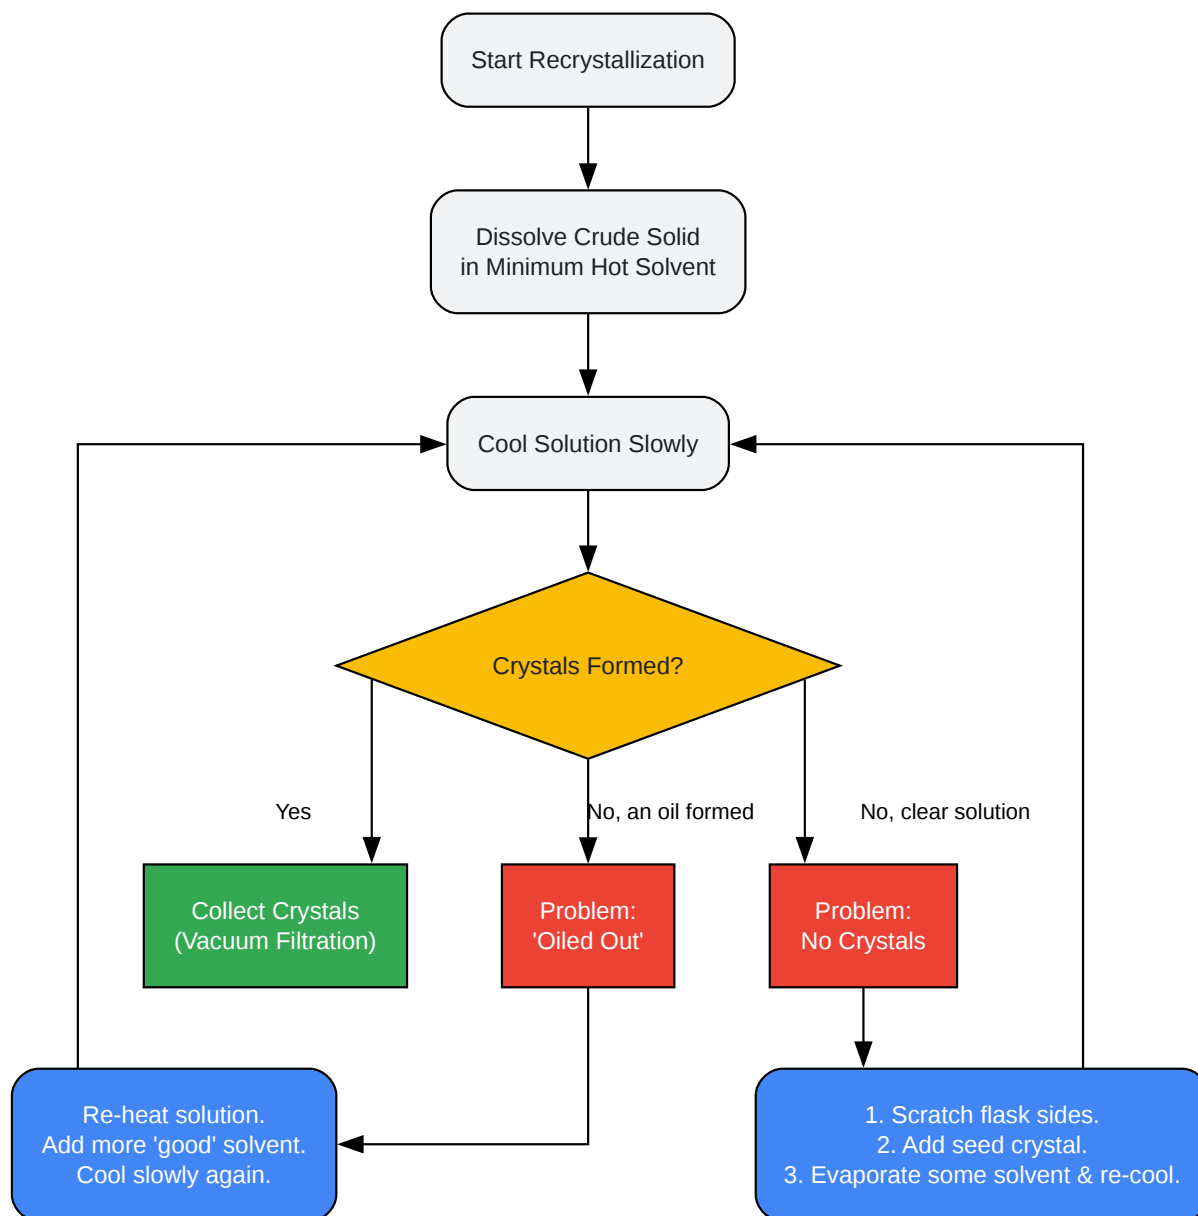 Start Recrystallization
Dissolve Crude Solid
in Minimum Hot Solvent
Cool Solution Slowly
Crystals Formed?
Yes
No, an oil formed
No, clear solution
Collect Crystals
(Vacuum Filtration)
Problem:
'Oiled Out'
Problem:
No Crystals
Re-heat solution.
Add more 'good' solvent.
Cool slowly again.
1. Scratch flask sides.
2. Add seed crystal.
3. Evaporate some solvent & re-cool.